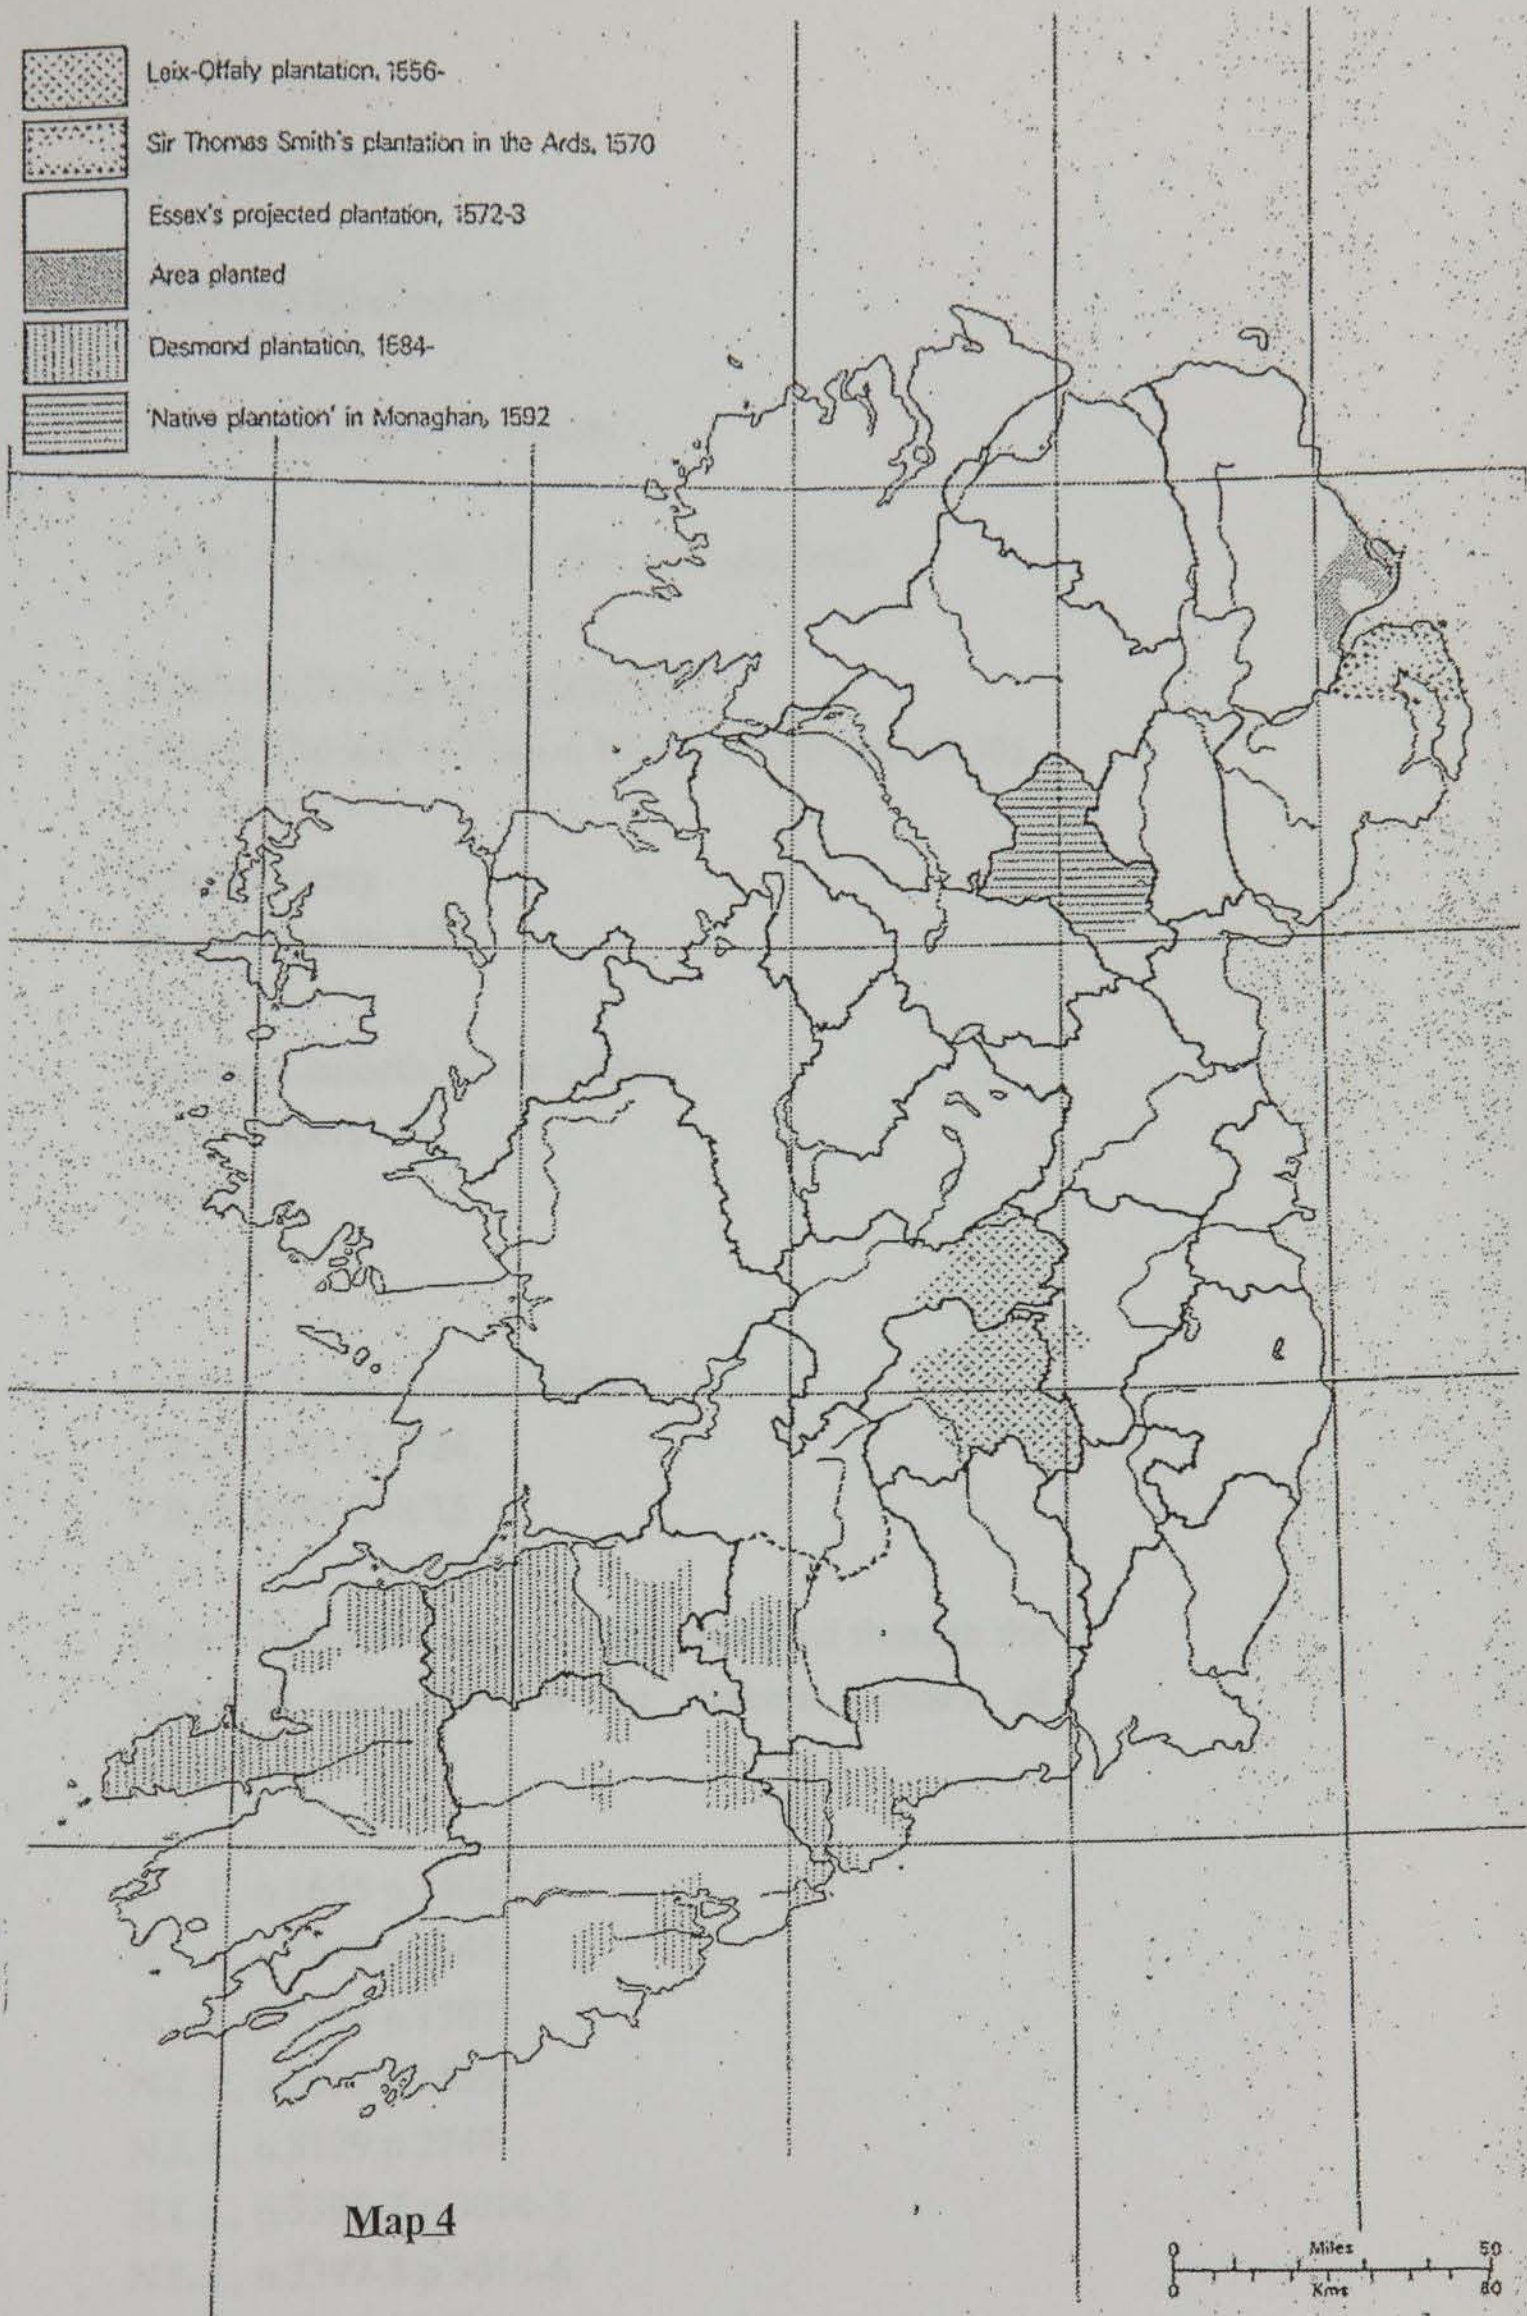 Leix-Offaly plantation, 1556-
Sir Thomas Smith's plantation in the Ards, 1570
Essex's projected plantation, 1572-3
Area planted
Desmond plantation, 1584-
'Native plantation' in Monaghan, 1592
Map 4
0 Miles 50
0 Kms 80